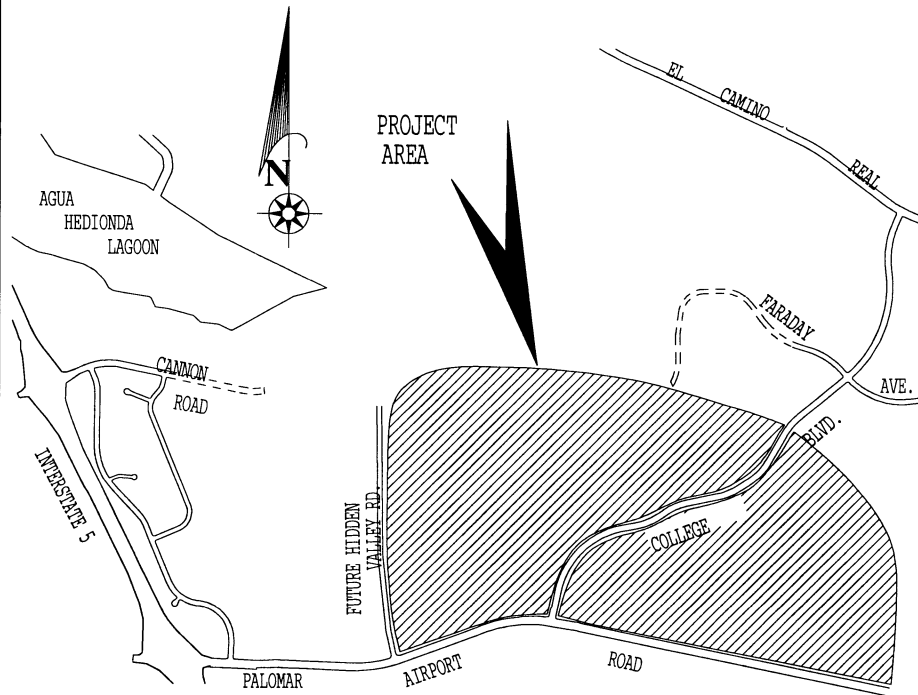 EL
CAMINO
REAL
PROJECT
AREA
N
AGUA
HEDIONDA
LAGOON
FARADAY
AVE.
CANNON
ROAD
BLVD.
COLLEGE
INTERSTATE 5
FUTURE HIDDEN
VALLEY RD.
PALOMAR
AIRPORT
ROAD